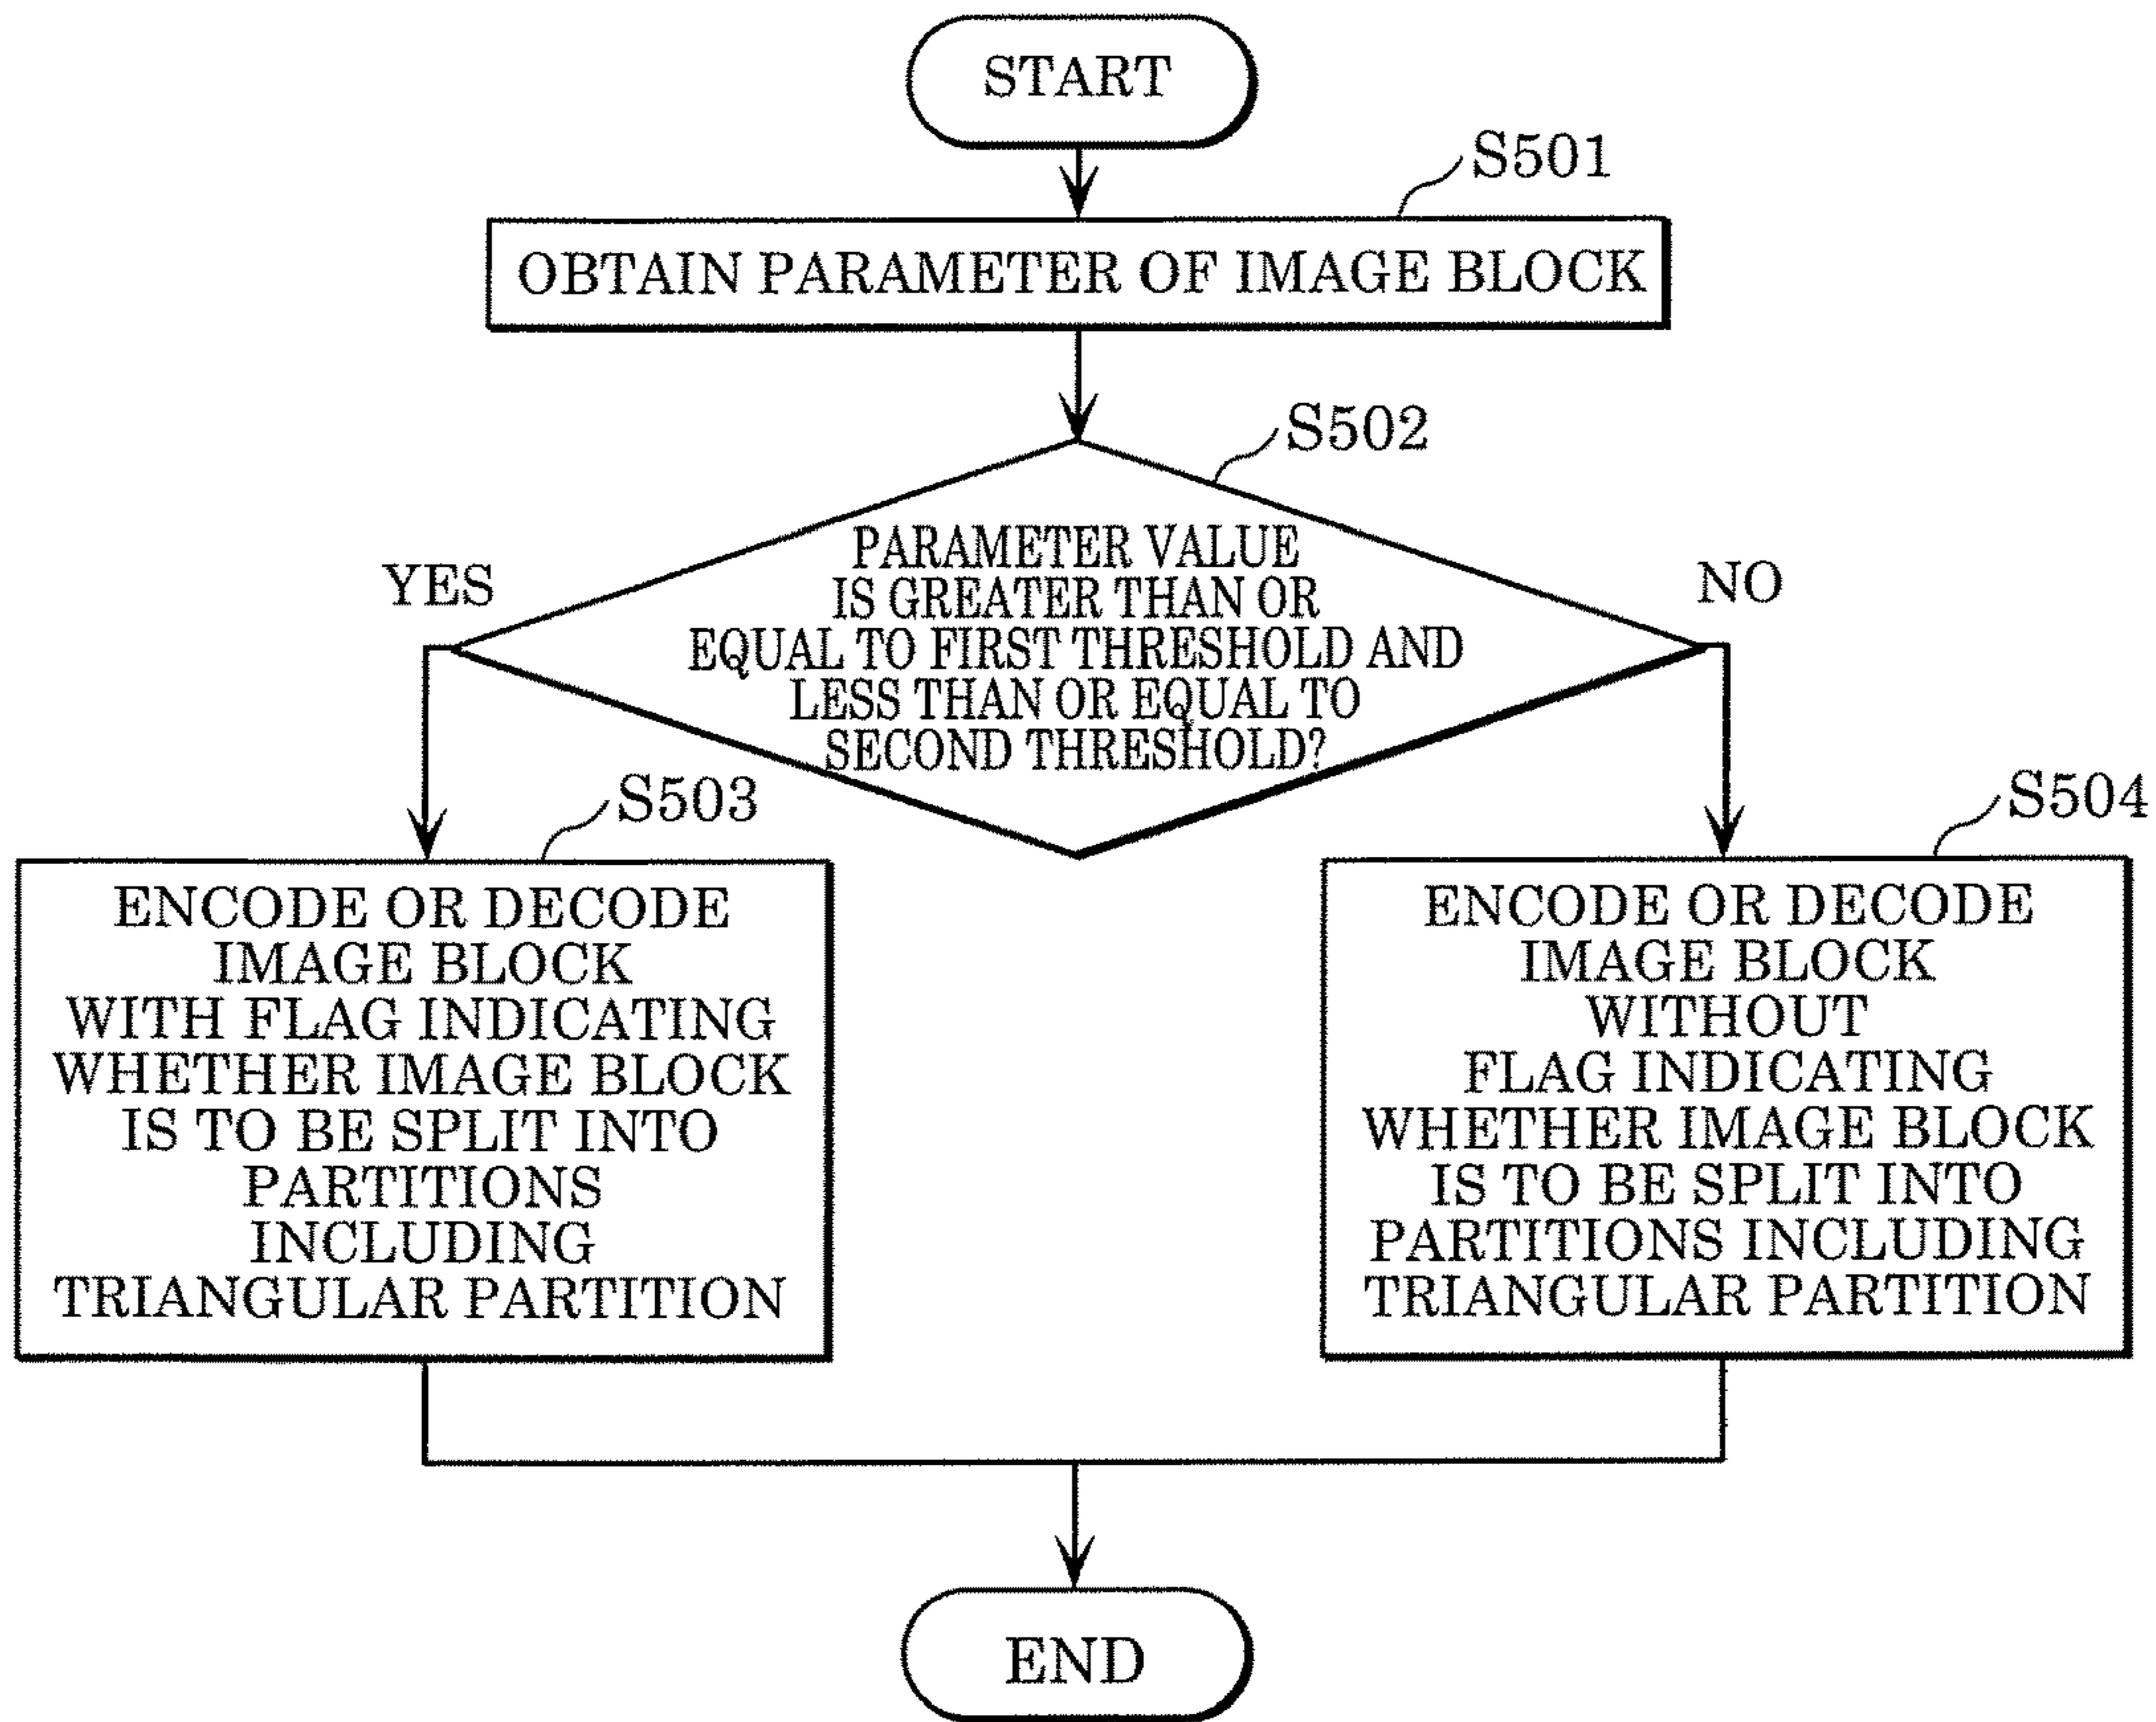 START
S501
OBTAIN PARAMETER OF IMAGE BLOCK
S502
PARAMETER VALUE
IS GREATER THAN OR
EQUAL TO FIRST THRESHOLD AND
LESS THAN OR EQUAL TO
SECOND THRESHOLD?
YES
NO
S503
ENCODE OR DECODE
IMAGE BLOCK
WITH FLAG INDICATING
WHETHER IMAGE BLOCK
IS TO BE SPLIT INTO
PARTITIONS
INCLUDING
TRIANGULAR PARTITION
S504
ENCODE OR DECODE
IMAGE BLOCK
WITHOUT
FLAG INDICATING
WHETHER IMAGE BLOCK
IS TO BE SPLIT INTO
PARTITIONS INCLUDING
TRIANGULAR PARTITION
END